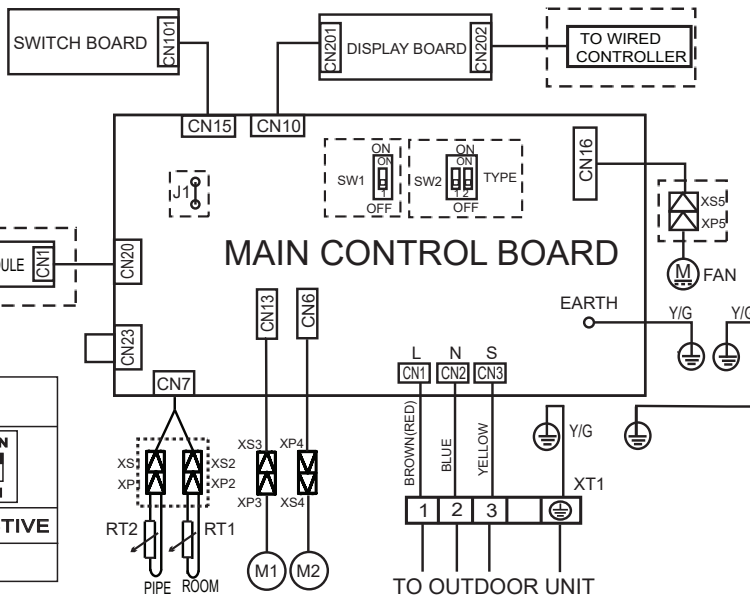 SWITCH BOARD
CN101
CN201
DISPLAY BOARD
CN202
TO WIRED
CONTROLLER
CN15
CN10
J1
ON
ON
SW1
1
OFF
ON
ON
SW2
1 2
TYPE
OFF
CN16
XS5
XP5
M
FAN
CN1
CN20
MAIN CONTROL BOARD
CN13
CN6
EARTH
Y/G
CN23
L
N
S
CN1
CN2
CN3
CN7
BROWN(RED)
BLUE
YELLOW
Y/G
XS1
XP1
XS2
XP2
XS3
XP3
XP4
XS4
XT1
1
2
3
RT2
RT1
M1
M2
PIPE
ROOM
TO OUTDOOR UNIT